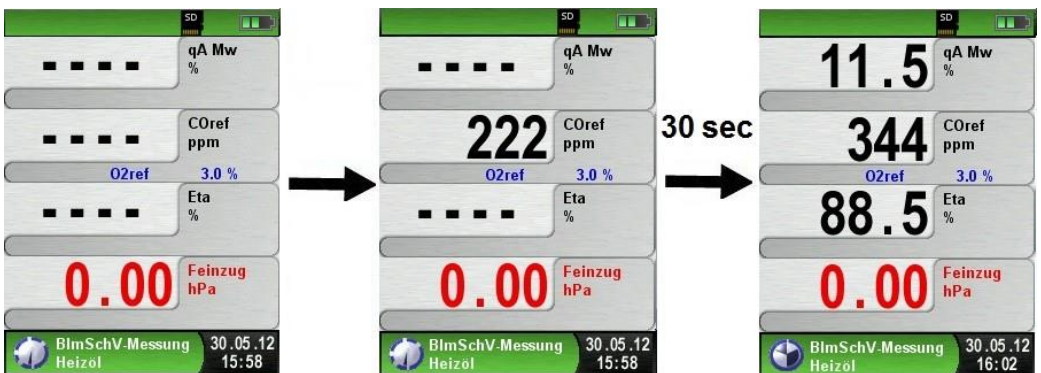 SD
- - - -
qA Mw
%
- - - -
COref
ppm
O2ref 3.0 %
- - - -
Eta
%
0.00
Feinzug
hPa
BImSchV-Messung
Heizöl
30.05.12
15:58
SD
- - - -
qA Mw
%
222
COref
ppm
O2ref 3.0 %
- - - -
Eta
%
0.00
Feinzug
hPa
BImSchV-Messung
Heizöl
30.05.12
15:58
30 sec
SD
11.5
qA Mw
%
344
COref
ppm
O2ref 3.0 %
88.5
Eta
%
0.00
Feinzug
hPa
BImSchV-Messung
Heizöl
30.05.12
16:02